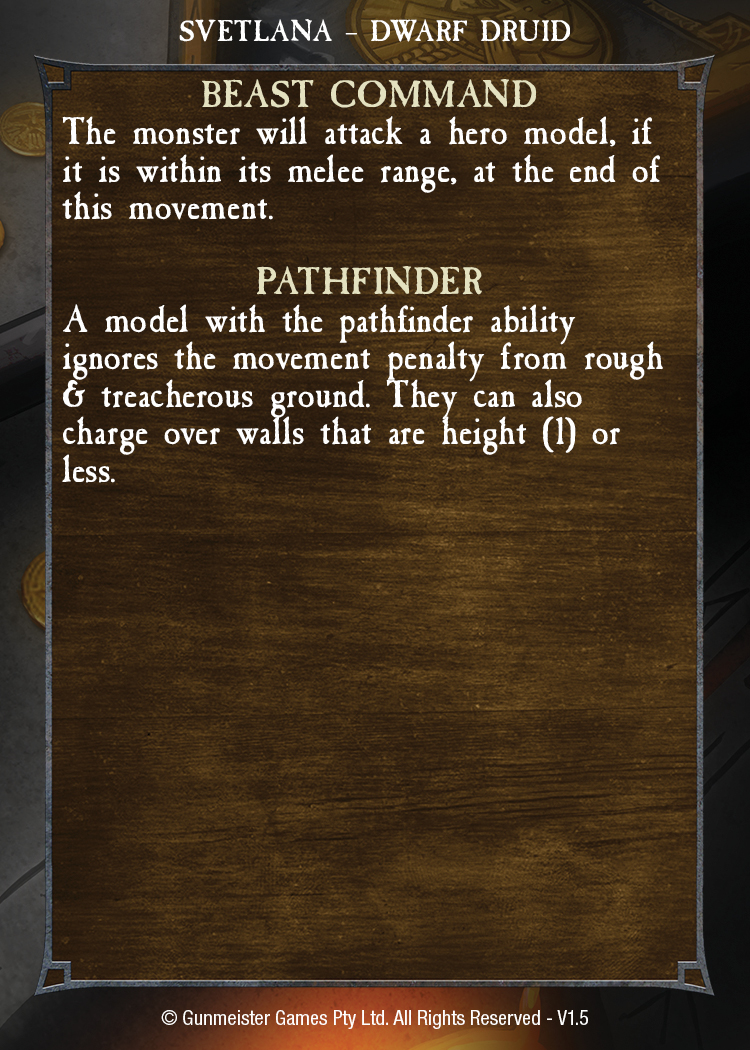 SVETLANA – DWARF DRUID
BEAST COMMAND
The monster will attack a hero model, if
it is within its melee range, at the end of
this movement.
PATHFINDER
A model with the pathfinder ability
ignores the movement penalty from rough
& treacherous ground. They can also
charge over walls that are height (1) or
less.
© Gunmeister Games Pty Ltd. All Rights Reserved - V1.5